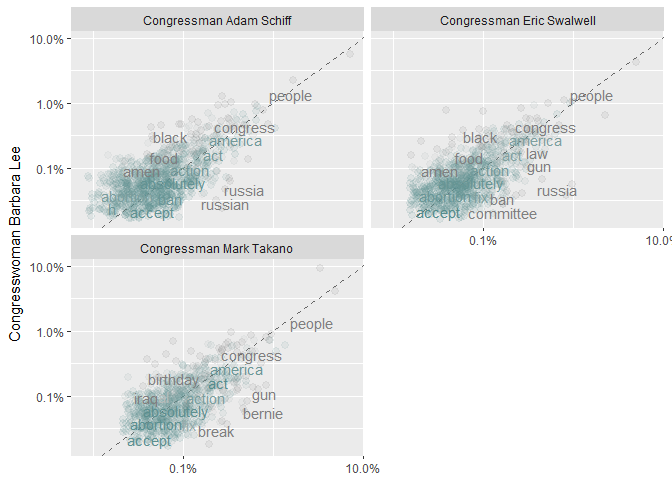 Congressman Adam Schiff
Congressman Eric Swalwell
10.0%
1.0%
0.1%
people
congress
black
america
act
food
amen
action
absolutely
russia
ban
russian
accept
people
congress
black
america
act
law
food
gun
amen
action
absolutely
russia
abortion
ban
accept
committee
0.1%
10.0%
Congresswoman Barbara Lee
Congressman Mark Takano
10.0%
1.0%
0.1%
people
congress
america
birthday
act
gun
iraq
action
absolutely
bernie
abortion
break
accept
0.1%
10.0%